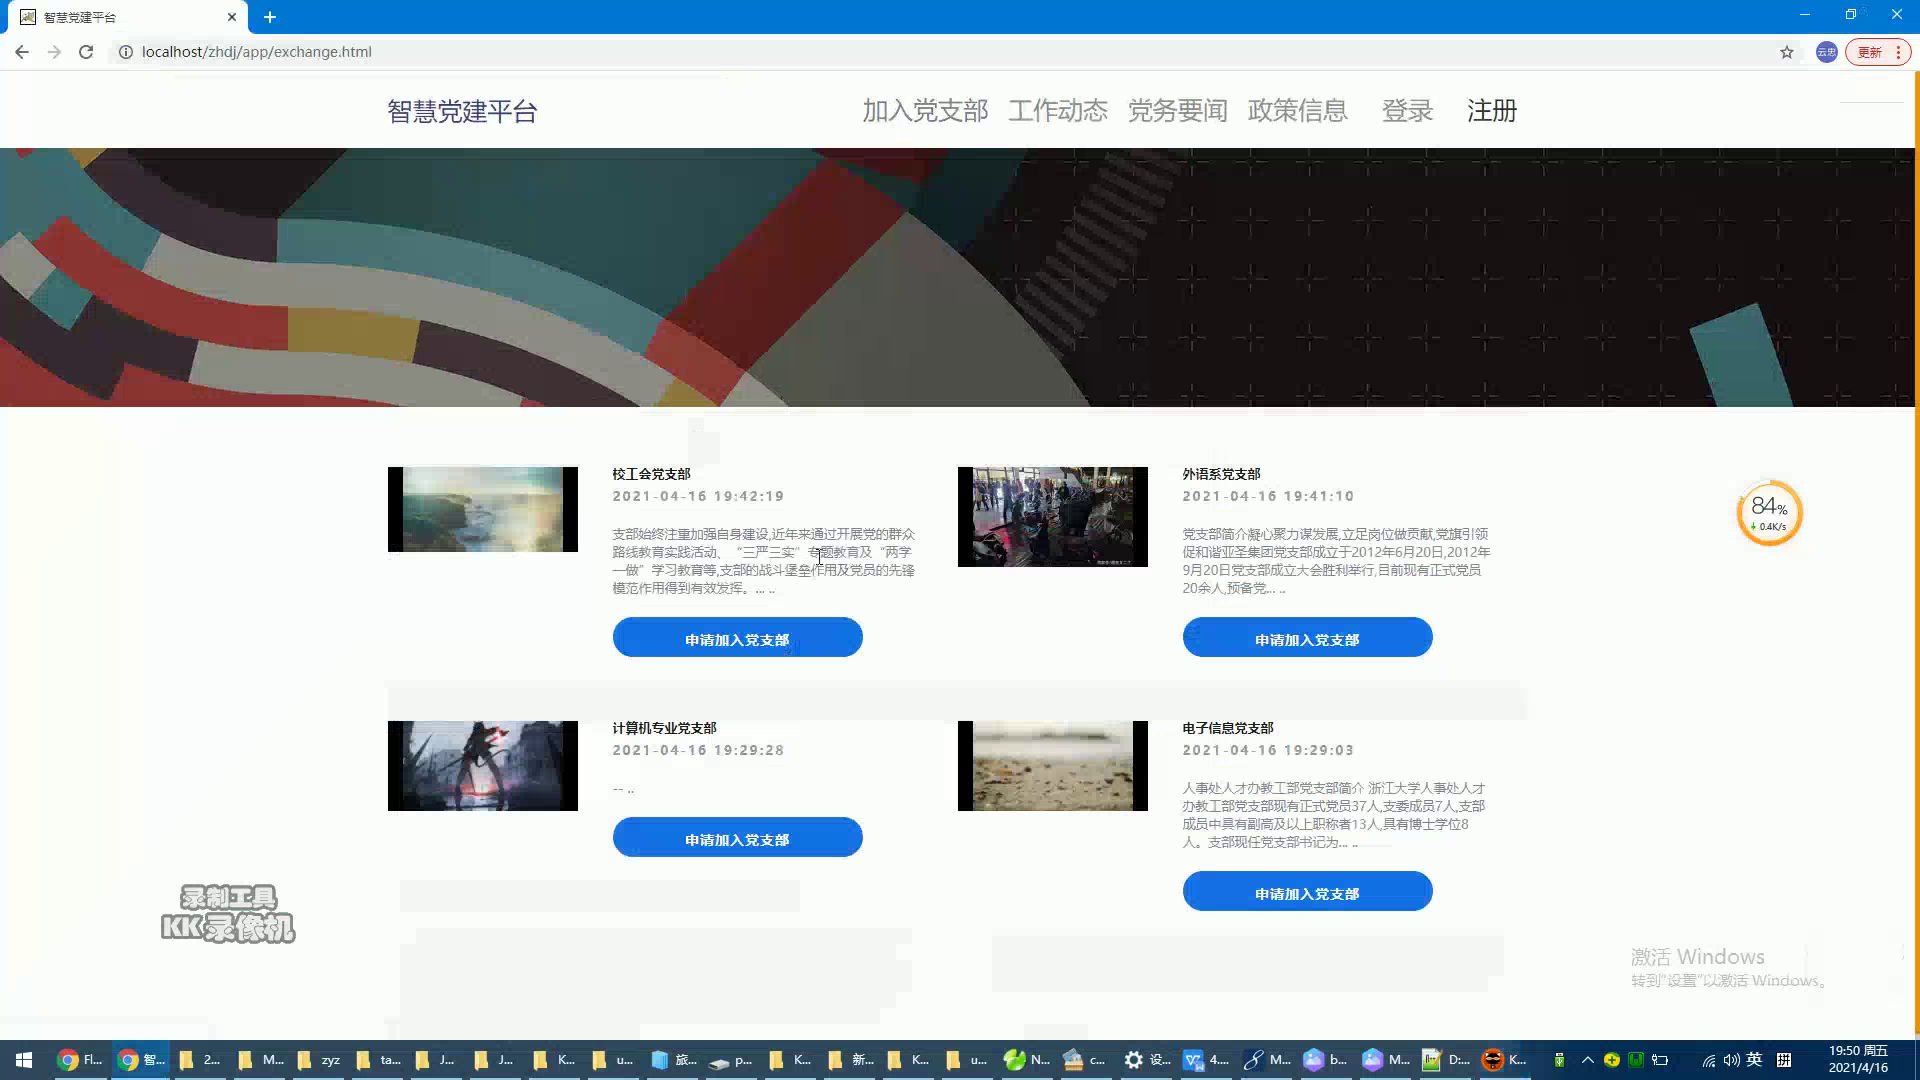 智慧党建平台
localhost/zhdj/app/exchange.html
云忠
更新
智慧党建平台
加入党支部 工作动态 党务要闻 政策信息 登录 注册
校工会党支部
2021-04-16 19:42:19
支部始终注重加强自身建设,近年来通过开展党的群众
路线教育实践活动、“三严三实”专题教育及“两学
一做”学习教育等,支部的战斗堡垒作用及党员的先锋
模范作用得到有效发挥。... ..
申请加入党支部
外语系党支部
2021-04-16 19:41:10
党支部简介凝心聚力谋发展,立足岗位做贡献,党旗引领
促和谐亚圣集团党支部成立于2012年6月20日,2012年
9月20日党支部成立大会胜利举行,目前现有正式党员
20余人,预备党... ..
申请加入党支部
84%
0.4K/s
计算机专业党支部
2021-04-16 19:29:28
-- ..
申请加入党支部
电子信息党支部
2021-04-16 19:29:03
人事处人才办教工部党支部简介 浙江大学人事处人才
办教工部党支部现有正式党员37人,支委成员7人,支部
成员中具有副高及以上职称者13人,具有博士学位8
人。支部现任党支部书记为... ..
申请加入党支部
录制工具
KK录像机
激活 Windows
转到“设置”以激活 Windows。
Fl... 智... 2... M... zyz ta... J... J... K... u... 旅... p... K... 新... K... u... N... c... 设... 4.... M... b... M... D:... K... 英 拼
19:50 周五
2021/4/16